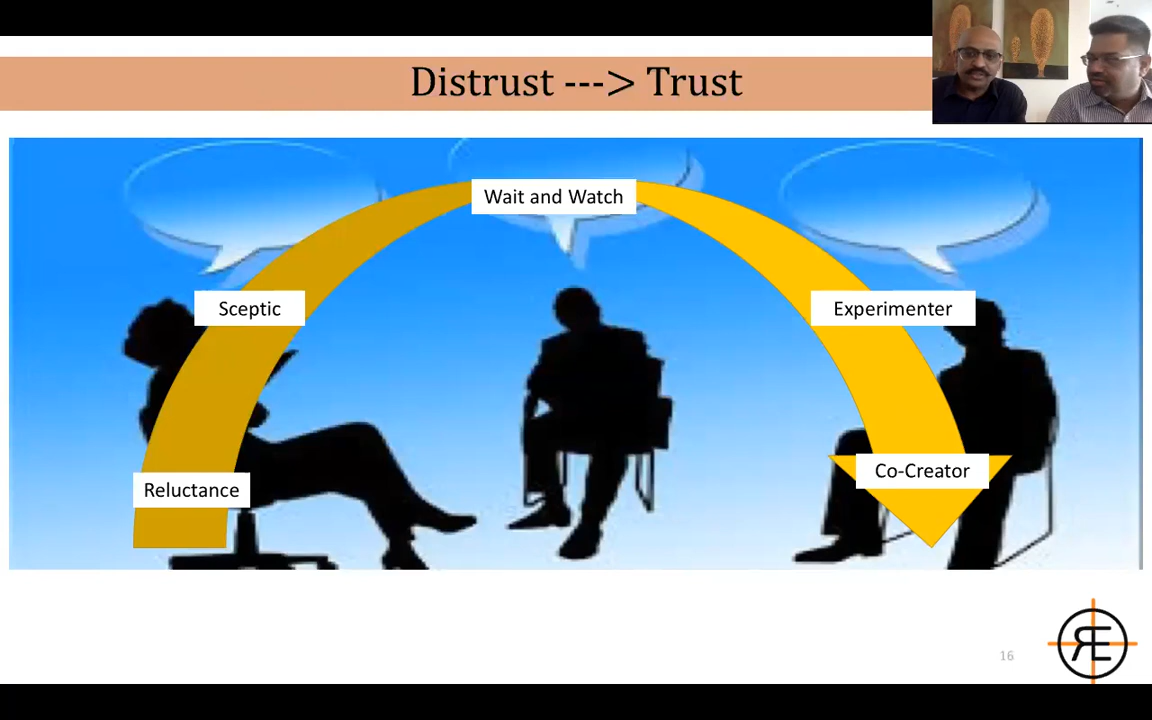 Distrust ---> Trust
Wait and Watch
Sceptic
Experimenter
Reluctance
Co-Creator
16